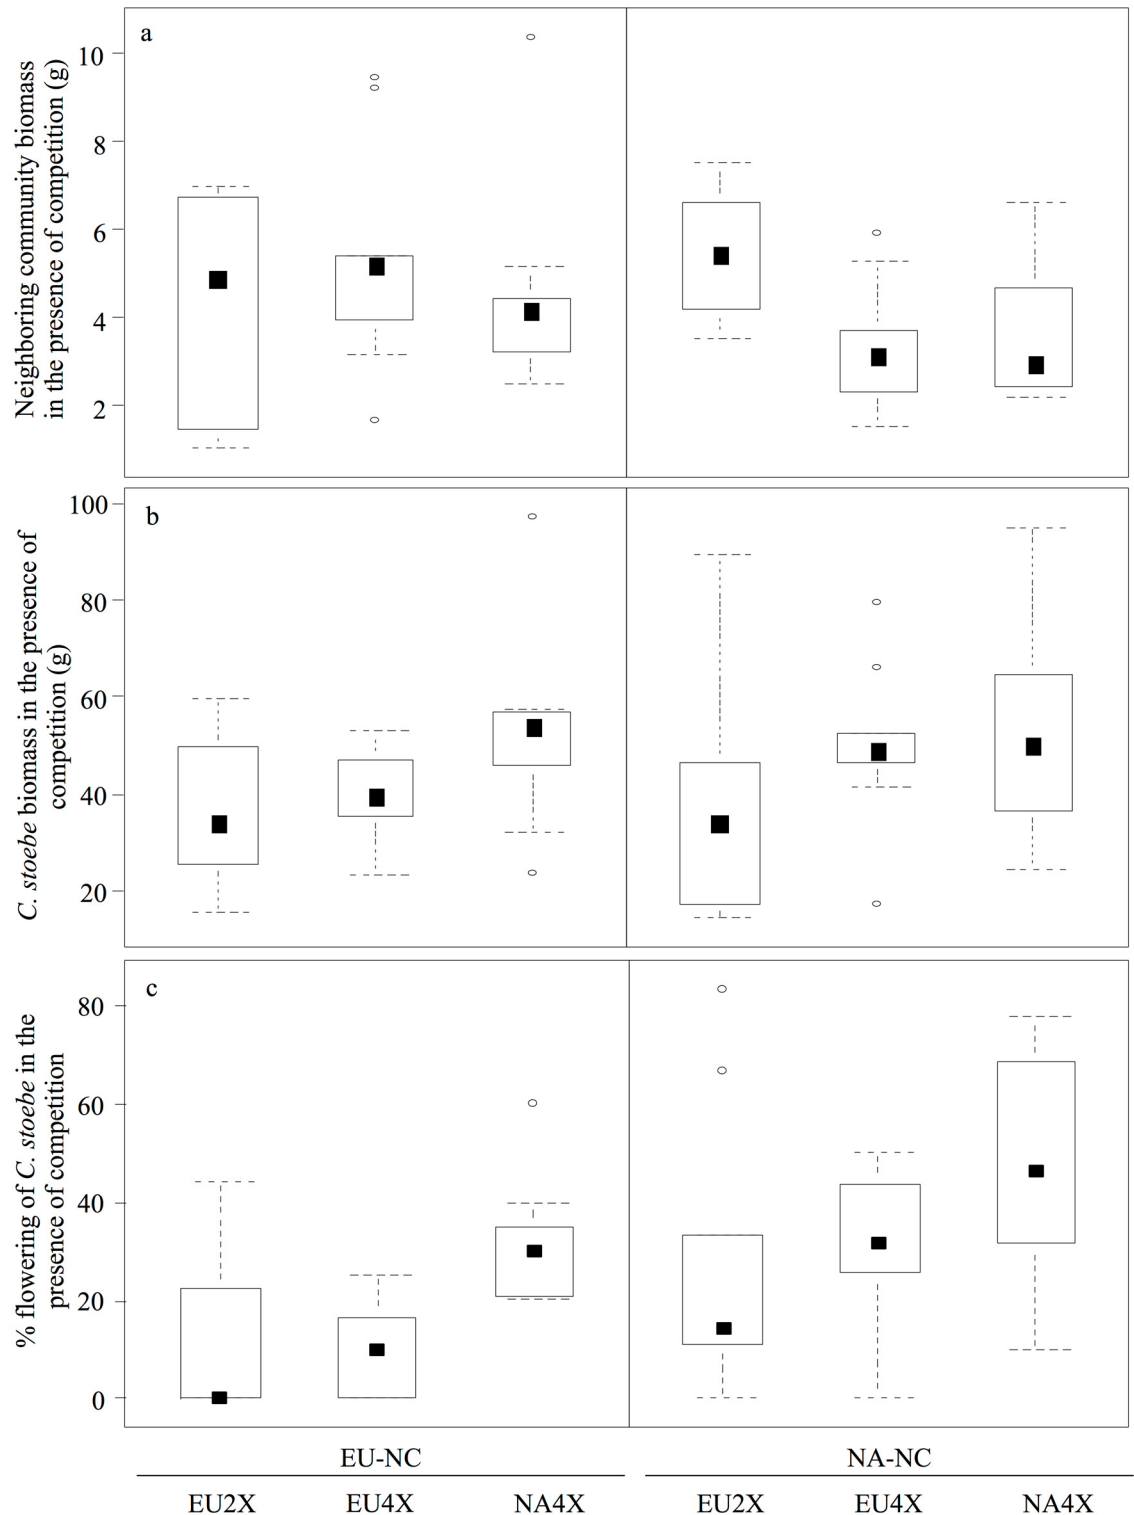 a
Neighboring community biomass
in the presence of competition (g)
10
8
6
4
2
b
C. stoebe biomass in the presence of
competition (g)
100
80
60
40
20
c
% flowering of C. stoebe in the
presence of competition
80
60
40
20
0
EU-NC NA-NC
EU2X EU4X NA4X EU2X EU4X NA4X